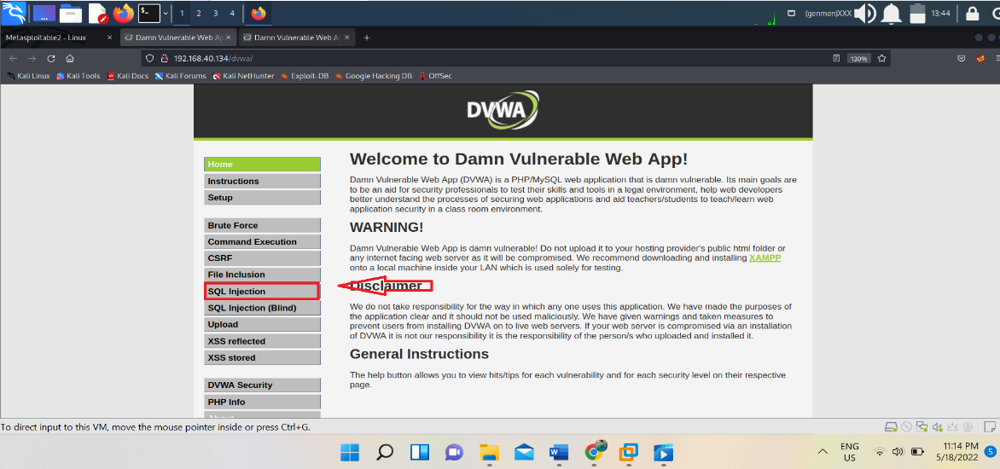 (genmon)XXX 13:44
Metasploitable2 - Linux × Damn Vulnerable Web Ap × Damn Vulnerable Web Ap × +
192.168.40.134/dvwa/ 130%
Kali Linux Kali Tools Kali Docs Kali Forums Kali NetHunter Exploit-DB Google Hacking DB OffSec
1 2 3 4
DVWA
Home
Instructions
Setup
Brute Force
Command Execution
CSRF
File Inclusion
SQL Injection
SQL Injection (Blind)
Upload
XSS reflected
XSS stored
DVWA Security
PHP Info
About
Welcome to Damn Vulnerable Web App!
Damn Vulnerable Web App (DVWA) is a PHP/MySQL web application that is damn vulnerable. Its main goals are
to be an aid for security professionals to test their skills and tools in a legal environment, help web developers
better understand the processes of securing web applications and aid teachers/students to teach/learn web
application security in a class room environment.
WARNING!
Damn Vulnerable Web App is damn vulnerable! Do not upload it to your hosting provider's public html folder or
any internet facing web server as it will be compromised. We recommend downloading and installing XAMPP
onto a local machine inside your LAN which is used solely for testing.
Disclaimer
We do not take responsibility for the way in which any one uses this application. We have made the purposes of
the application clear and it should not be used maliciously. We have given warnings and taken measures to
prevent users from installing DVWA on to live web servers. If your web server is compromised via an installation
of DVWA it is not our responsibility it is the responsibility of the person/s who uploaded and installed it.
General Instructions
The help button allows you to view hits/tips for each vulnerability and for each security level on their respective
page.
To direct input to this VM, move the mouse pointer inside or press Ctrl+G.
ENG
US
11:14 PM
5/18/2022
5